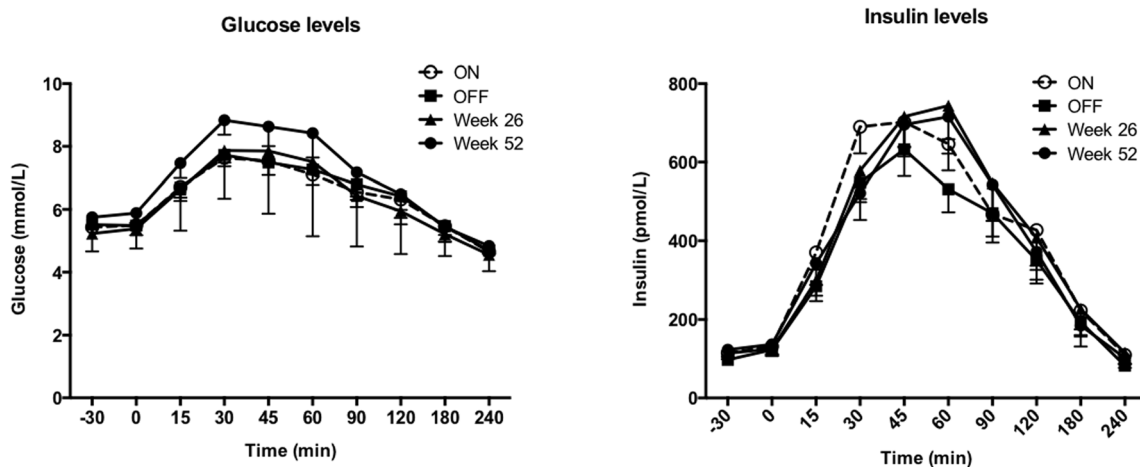 Glucose levels
Glucose (mmol/L)
10
8
6
4
2
0
-30 0 15 30 45 60 90 120 180 240
Time (min)
ON
OFF
Week 26
Week 52
Insulin levels
Insulin (pmol/L)
800
600
400
200
0
-30 0 15 30 45 60 90 120 180 240
Time (min)
ON
OFF
Week 26
Week 52